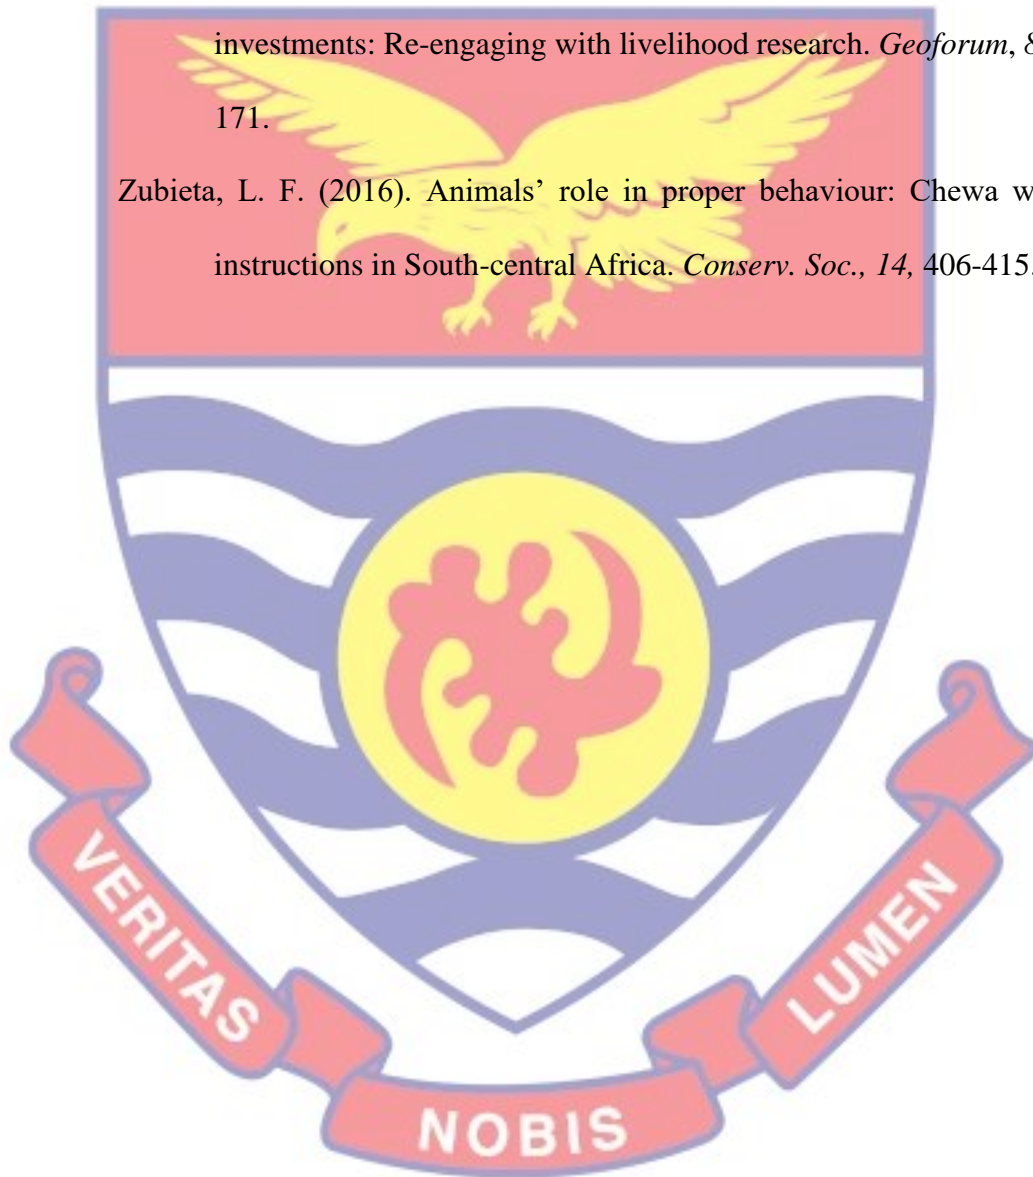 investments: Re-engaging with livelihood research. Geoforum, 8
171.
Zubieta, L. F. (2016). Animals’ role in proper behaviour: Chewa w
instructions in South-central Africa. Conserv. Soc., 14, 406-415.
VERITAS
NOBIS
LUMEN